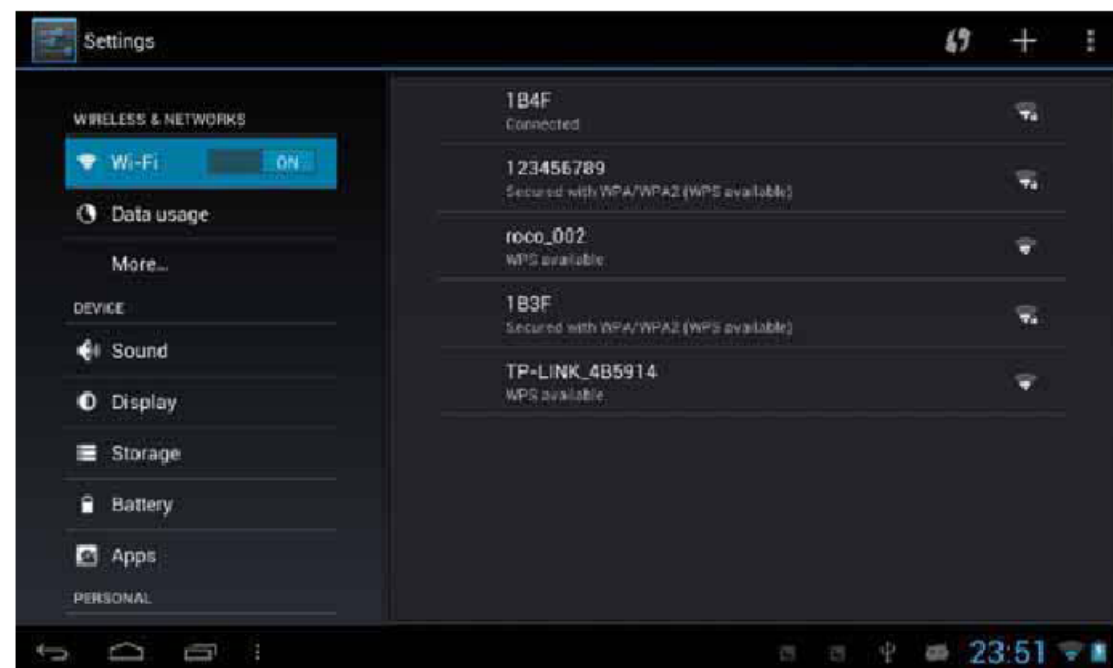 Settings
WIRELESS & NETWORKS
Wi-Fi ON
Data usage
More...
DEVICE
Sound
Display
Storage
Battery
Apps
PERSONAL
1B4F
Connected
123456789
Secured with WPA/WPA2 (WPS available)
roco_002
WPS available
1B3F
Secured with WPA/WPA2 (WPS available)
TP-LINK_4B5914
WPS available
23:51